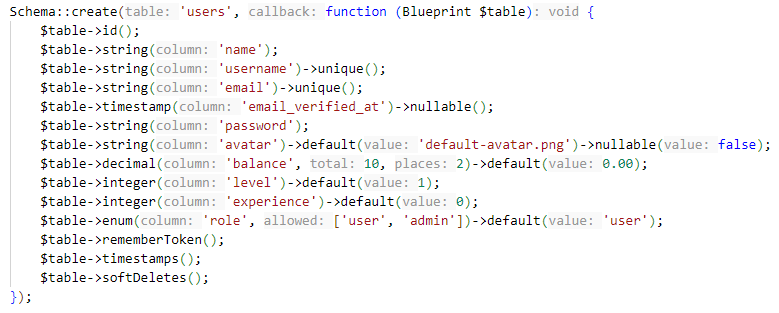 Schema::create(table: 'users', callback: function (Blueprint $table): void {
    $table->id();
    $table->string(column: 'name');
    $table->string(column: 'username')->unique();
    $table->string(column: 'email')->unique();
    $table->timestamp(column: 'email_verified_at')->nullable();
    $table->string(column: 'password');
    $table->string(column: 'avatar')->default(value: 'default-avatar.png')->nullable(value: false);
    $table->decimal(column: 'balance', total: 10, places: 2)->default(value: 0.00);
    $table->integer(column: 'level')->default(value: 1);
    $table->integer(column: 'experience')->default(value: 0);
    $table->enum(column: 'role', allowed: ['user', 'admin'])->default(value: 'user');
    $table->rememberToken();
    $table->timestamps();
    $table->softDeletes();
});